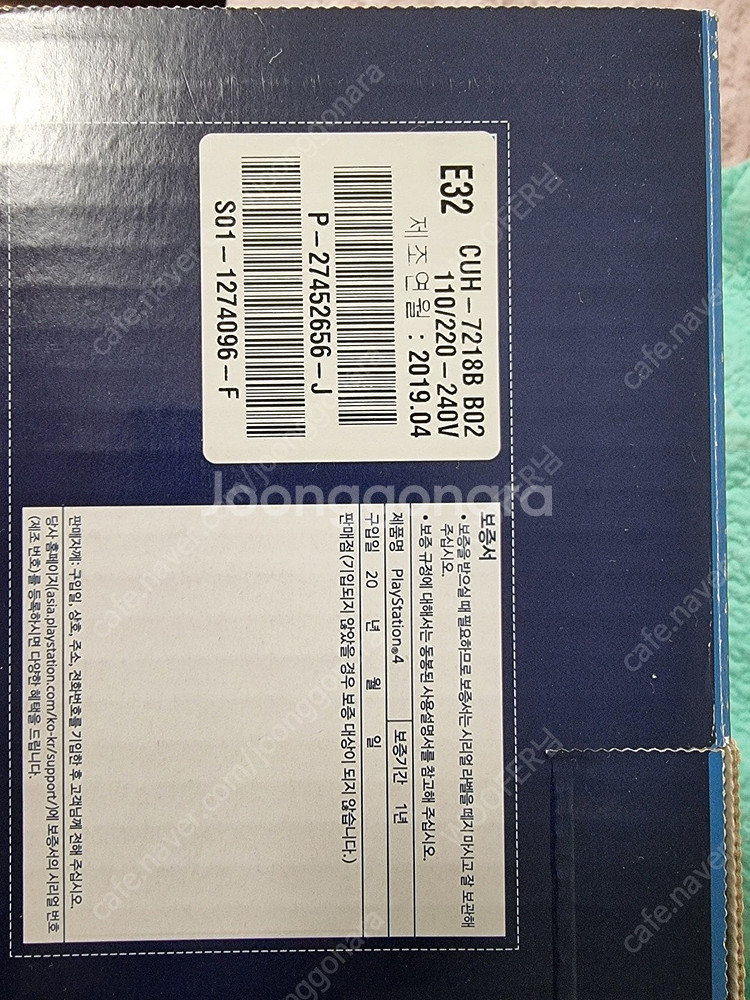 E32 CUH-7218B B02
110/220-240V
제조연월 : 2019.04
P-27452656-J
S01-1274096-F
보증서
• 보증을 받으실 때 필요하므로 보증서는 시리얼 라벨을 떼지 마시고 잘 보관해
주십시오.
• 보증 규정에 대해서는 동봉된 사용설명서를 참고해 주십시오.
제품명 PlayStation®4 보증기간 1년
구입일 20 년 월 일
판매점(기입되지 않았을 경우 보증 대상이 되지 않습니다.)
판매자께: 구입일, 상호, 주소, 전화번호를 기입한 후 고객님께 전해 주십시오.
당사 홈페이지(asia.playstation.com/ko-kr/support/)에 보증서의 시리얼 번호
(제조 번호)를 등록하시면 다양한 혜택을 드립니다.
Joonggonara
cafe.naver.com/joonggonara
cafe.naver